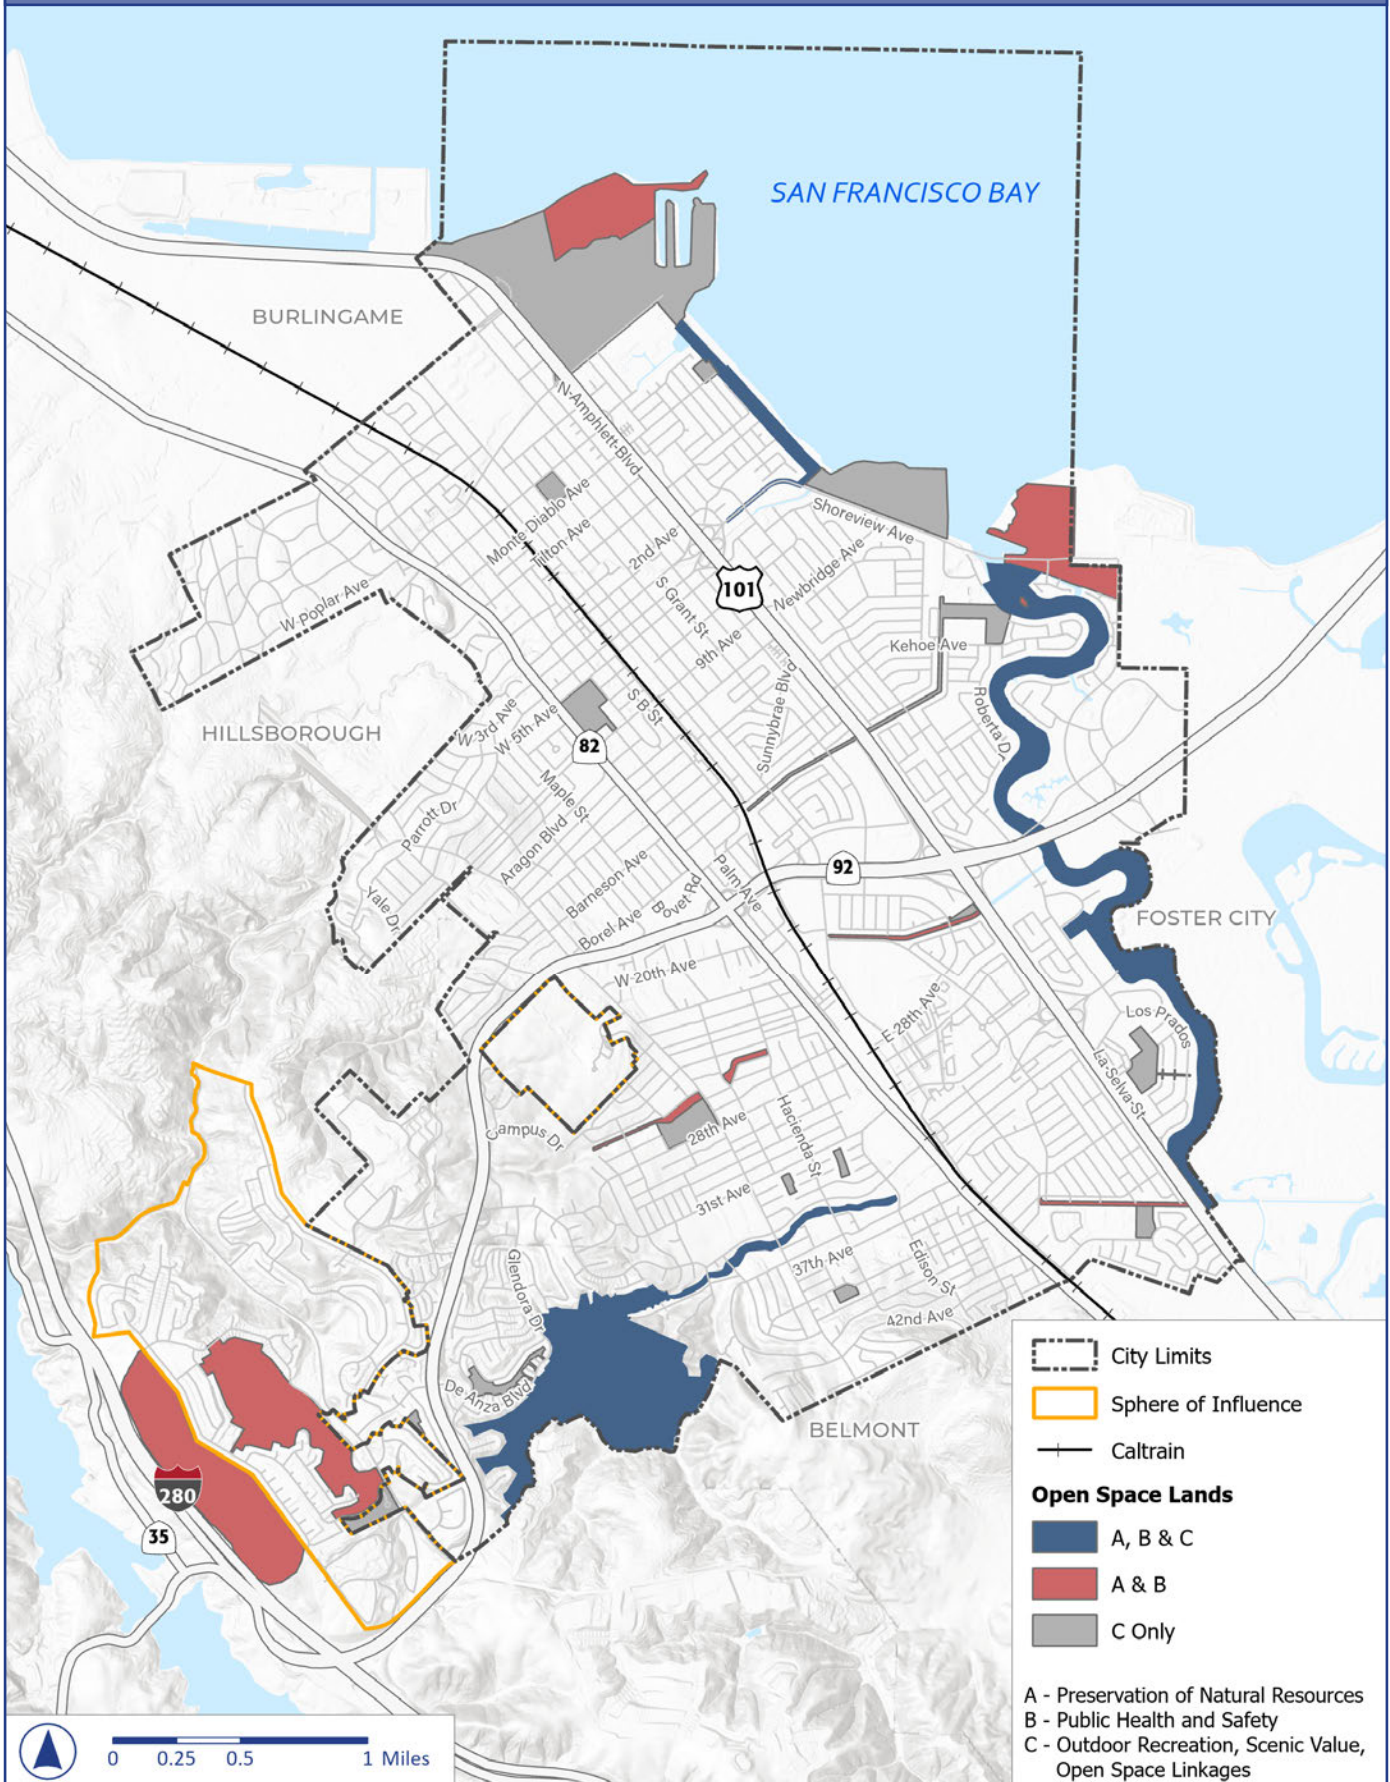 SAN FRANCISCO BAY
BURLINGAME
N Amphlett Blvd
Monte Diablo Ave
Tilton Ave
2nd Ave
Shoreview Ave
S Grant St
101
Newbridge Ave
W Poplar Ave
9th Ave
Kehoe Ave
Sunnybrae Blvd
S B St
Roberta Dr
HILLSBOROUGH
W 3rd Ave
W 5th Ave
82
Maple St
Parrott Dr
Aragon Blvd
Palm Ave
92
Barneson Ave
Bovet Rd
Yale Dr
Borel Ave
FOSTER CITY
W 20th Ave
E 28th Ave
Los Prados
La Selva St
Campus Dr
28th Ave
Hacienda St
31st Ave
Glendora Dr
37th Ave
Edison St
42nd Ave
De Anza Blvd
BELMONT
280
35
City Limits
Sphere of Influence
Caltrain
Open Space Lands
A, B & C
A & B
C Only
A - Preservation of Natural Resources
B - Public Health and Safety
C - Outdoor Recreation, Scenic Value,
Open Space Linkages
0 0.25 0.5 1 Miles